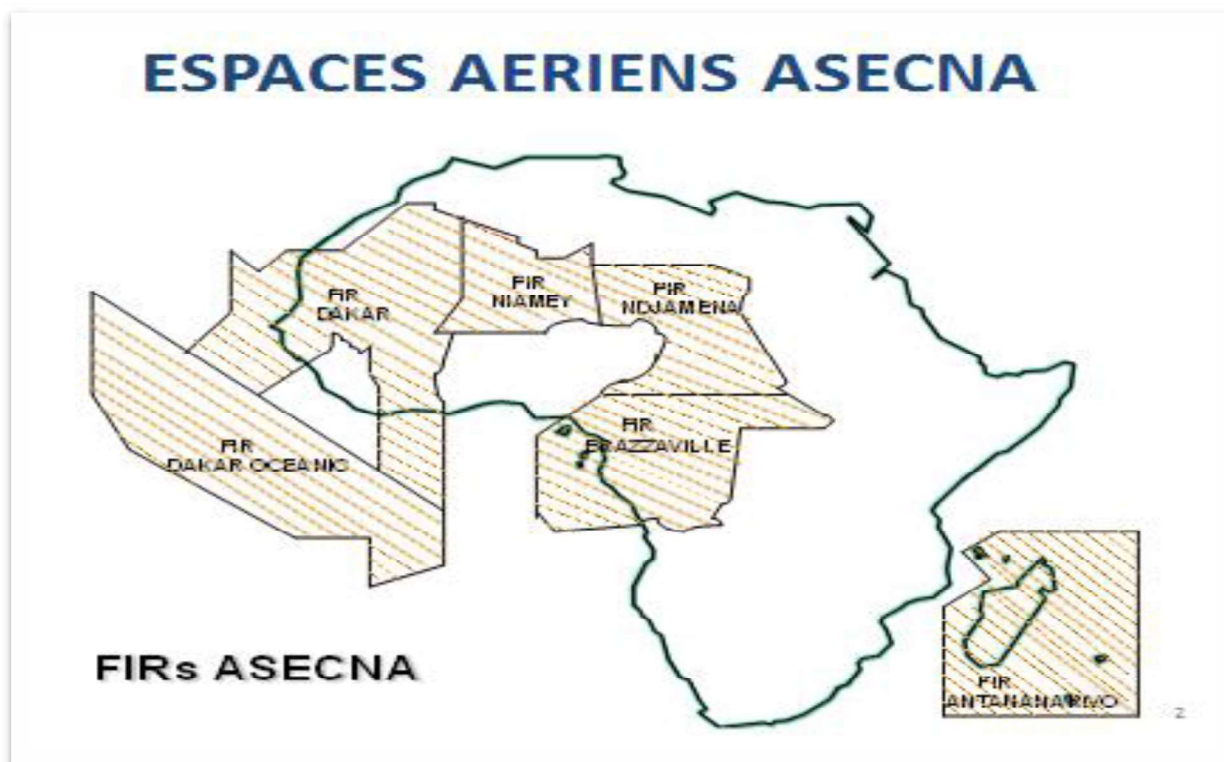 ESPACES AERIENS ASECNA
FIR
DAKAR
FIR
NIAMEY
FIR
NDJAMENA
FIR
BRAZZAVILLE
FIR
DAKAR OCEANIC
FIR
ANTANANARIVO
FIRs ASECNA
2